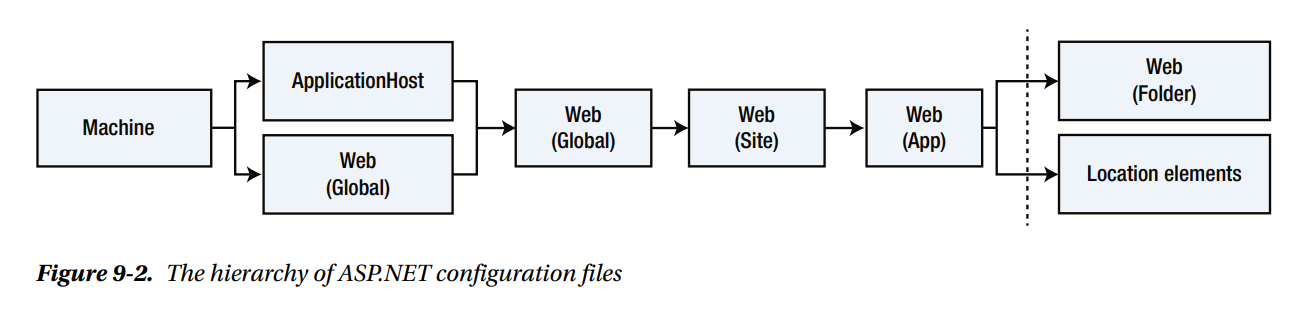 Machine
ApplicationHost
Web
(Global)
Web
(Global)
Web
(Site)
Web
(App)
Web
(Folder)
Location elements
Figure 9-2. The hierarchy of ASP.NET configuration files